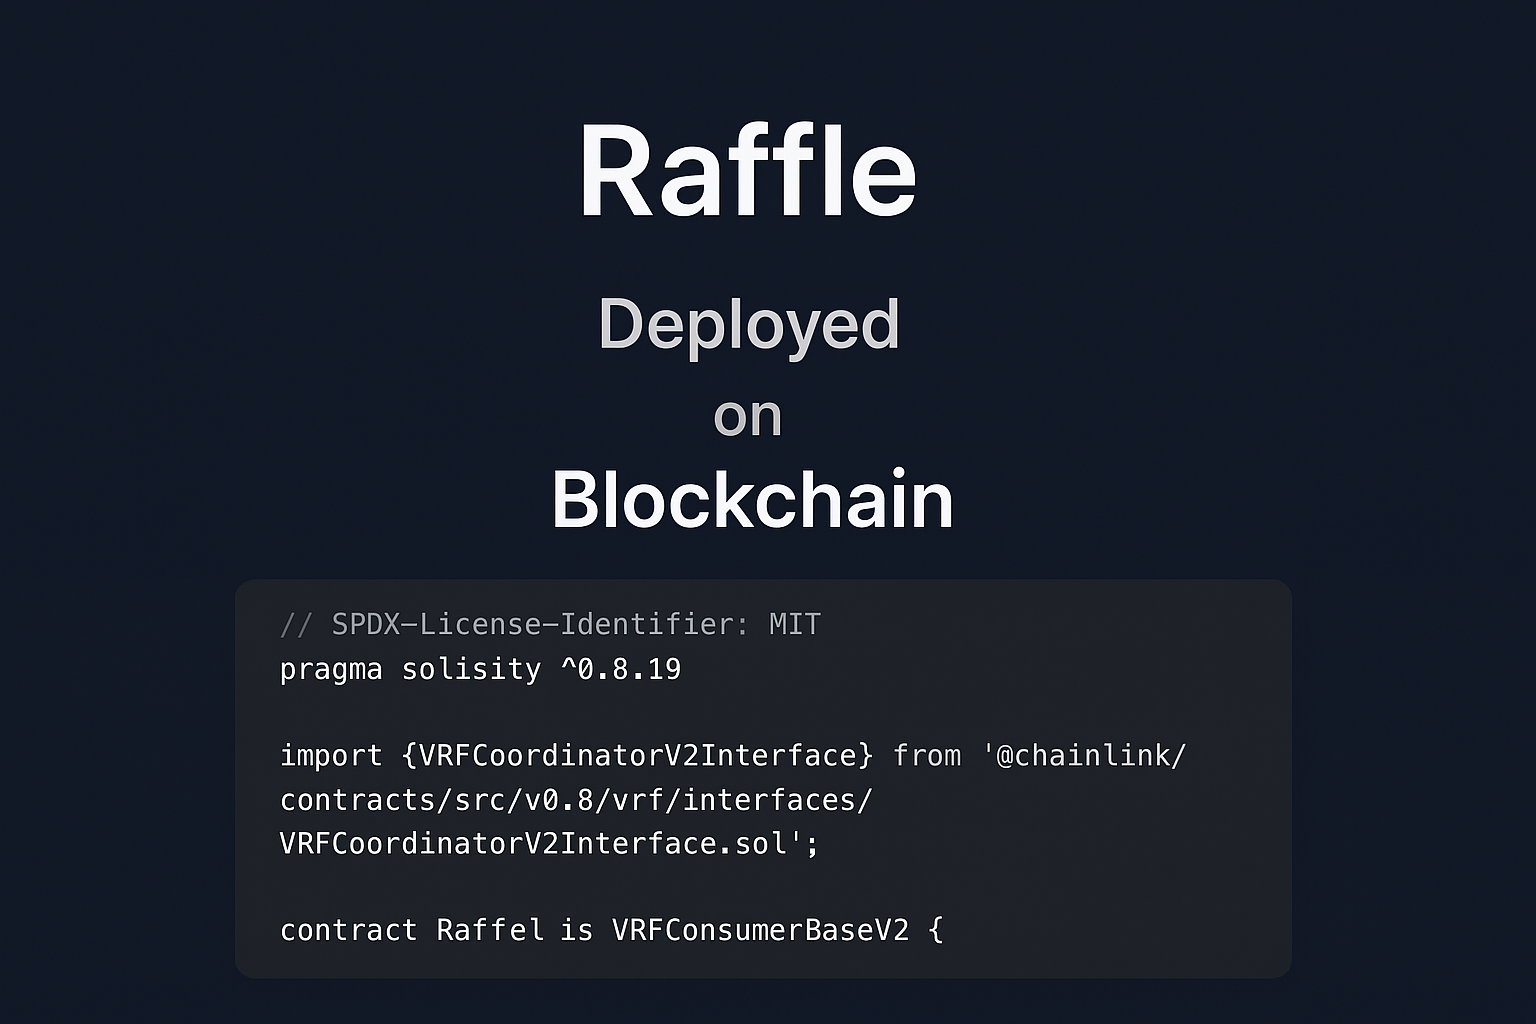 Raffle
Deployed
on
Blockchain
// SPDX–License–Identifier: MIT
pragma solisity ^0.8.19
import {VRFCoordinatorV2Interface} from '@chainlink/
contracts/src/v0.8/vrf/interfaces/
VRFCoordinatorV2Interface.sol';
contract Raffel is VRFConsumerBaseV2 {